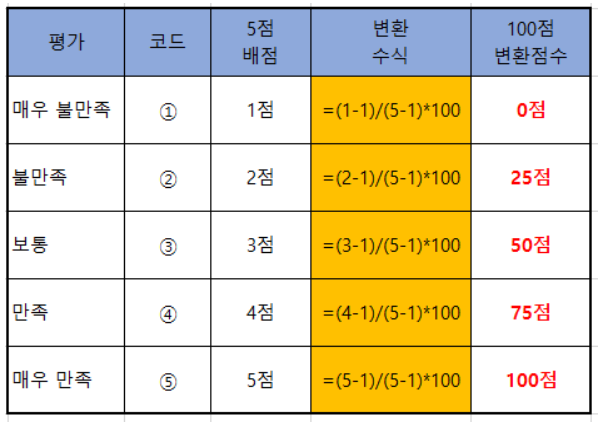 평가 코드 5점 배점 변환 수식 100점 변환점수
매우 불만족 ① 1점 =(1-1)/(5-1)*100 0점
불만족 ② 2점 =(2-1)/(5-1)*100 25점
보통 ③ 3점 =(3-1)/(5-1)*100 50점
만족 ④ 4점 =(4-1)/(5-1)*100 75점
매우 만족 ⑤ 5점 =(5-1)/(5-1)*100 100점